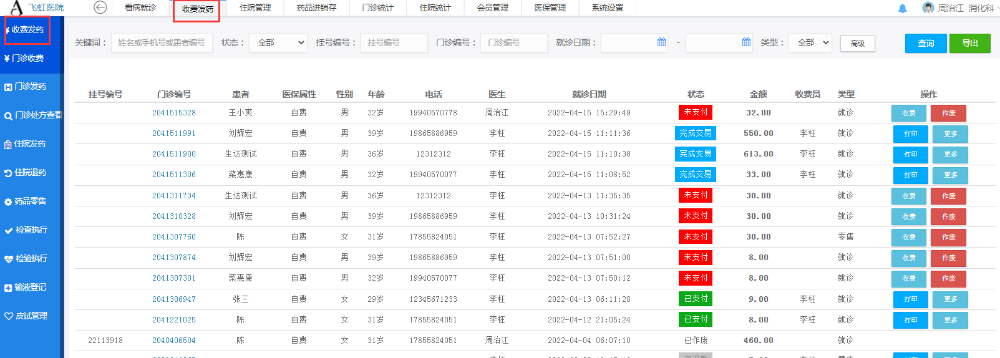 飞虹医院 看病就诊 收费发药 住院管理 药品进销存 门诊统计 住院统计 会员管理 医保管理 系统设置 周治江 消化科
¥ 收费发药
¥ 门诊收费
门诊发药
门诊处方查看
住院发药
住院退药
药品零售
检查执行
检验执行
输液登记
皮试管理
关键词： 姓名或手机号或患者编号 状态： 全部 挂号编号： 挂号编号 门诊编号： 门诊编号 就诊日期： - 类型： 全部 高级 查询 导出
挂号编号 门诊编号 患者 医保属性 性别 年龄 电话 医生 就诊日期 状态 金额 收费员 类型 操作
2041515328 王小爽 自费 男 32岁 19940570778 周治江 2022-04-15 15:29:49 未支付 32.00 就诊 收费 作废
2041511991 刘辉宏 自费 男 39岁 19865886959 李枉 2022-04-15 11:11:36 完成交易 550.00 李枉 就诊 打印 更多
2041511900 生达测试 自费 男 36岁 12312312 李枉 2022-04-15 11:10:38 完成交易 613.00 李枉 就诊 打印 更多
2041511306 菜惠康 自费 男 32岁 19940570077 李枉 2022-04-15 11:08:52 完成交易 33.00 李枉 就诊 打印 更多
2041311734 生达测试 自费 男 36岁 12312312 李枉 2022-04-13 11:35:35 未支付 30.00 就诊 收费 作废
2041310328 刘辉宏 自费 男 39岁 19865886959 李枉 2022-04-13 10:31:24 未支付 30.00 就诊 收费 作废
2041307760 陈 自费 女 31岁 17855824051 李枉 2022-04-13 07:52:27 未支付 30.00 零售 收费 作废
2041307874 刘辉宏 自费 男 39岁 19865886959 李枉 2022-04-13 07:51:00 未支付 8.00 就诊 收费 作废
2041307301 菜惠康 自费 男 32岁 19940570077 李枉 2022-04-13 07:50:12 未支付 8.00 就诊 收费 作废
2041306947 张三 自费 女 29岁 12345671233 李枉 2022-04-13 06:11:28 已支付 9.00 李枉 就诊 打印 更多
2041221025 陈 自费 女 31岁 17855824051 李枉 2022-04-12 21:05:24 已支付 8.00 李枉 就诊 打印 更多
22113918 2040406504 陈 自费 女 31岁 17855824051 周治江 2022-04-04 06:07:10 已作废 460.00 就诊